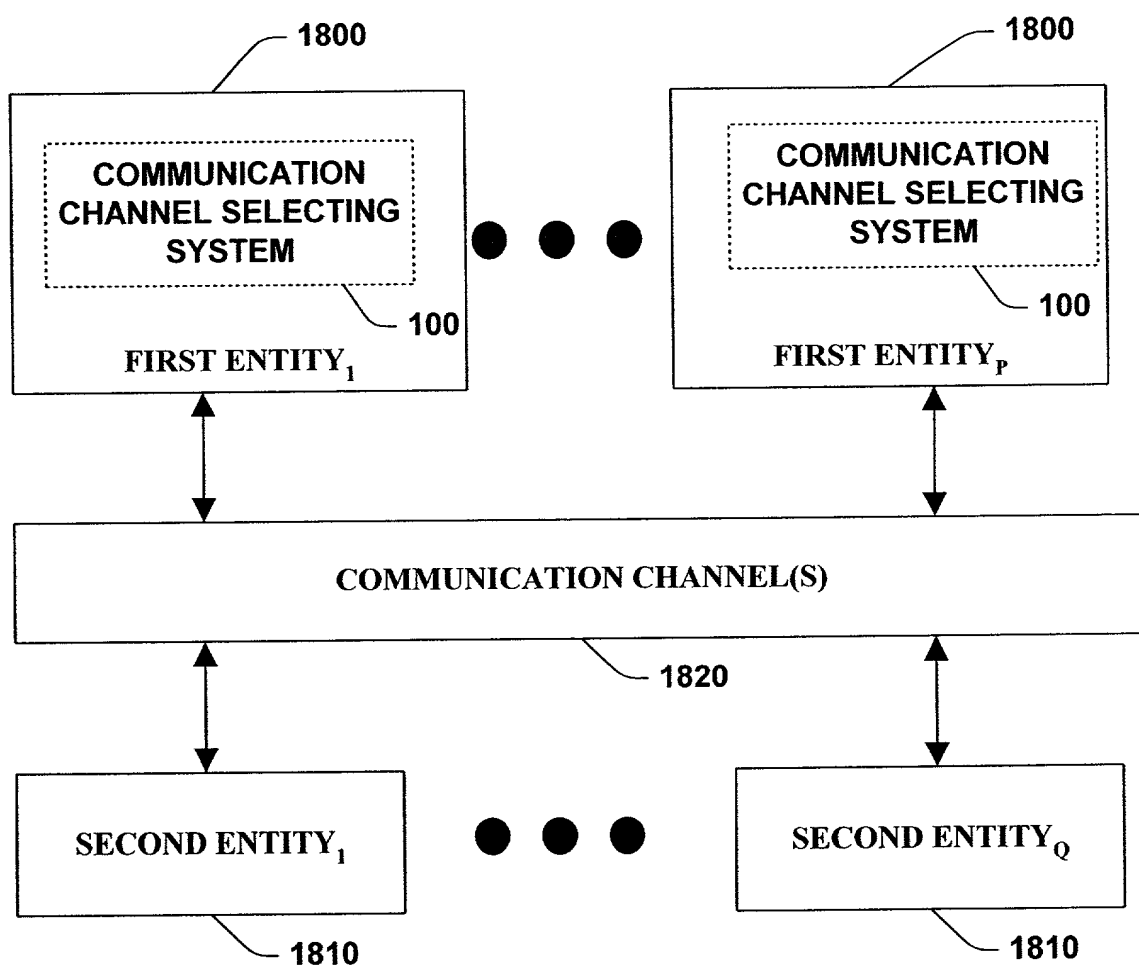 1800
1800
COMMUNICATION
CHANNEL SELECTING
SYSTEM
COMMUNICATION
CHANNEL SELECTING
SYSTEM
100
100
FIRST ENTITY1
FIRST ENTITYP
COMMUNICATION CHANNEL(S)
1820
SECOND ENTITY1
SECOND ENTITYQ
1810
1810